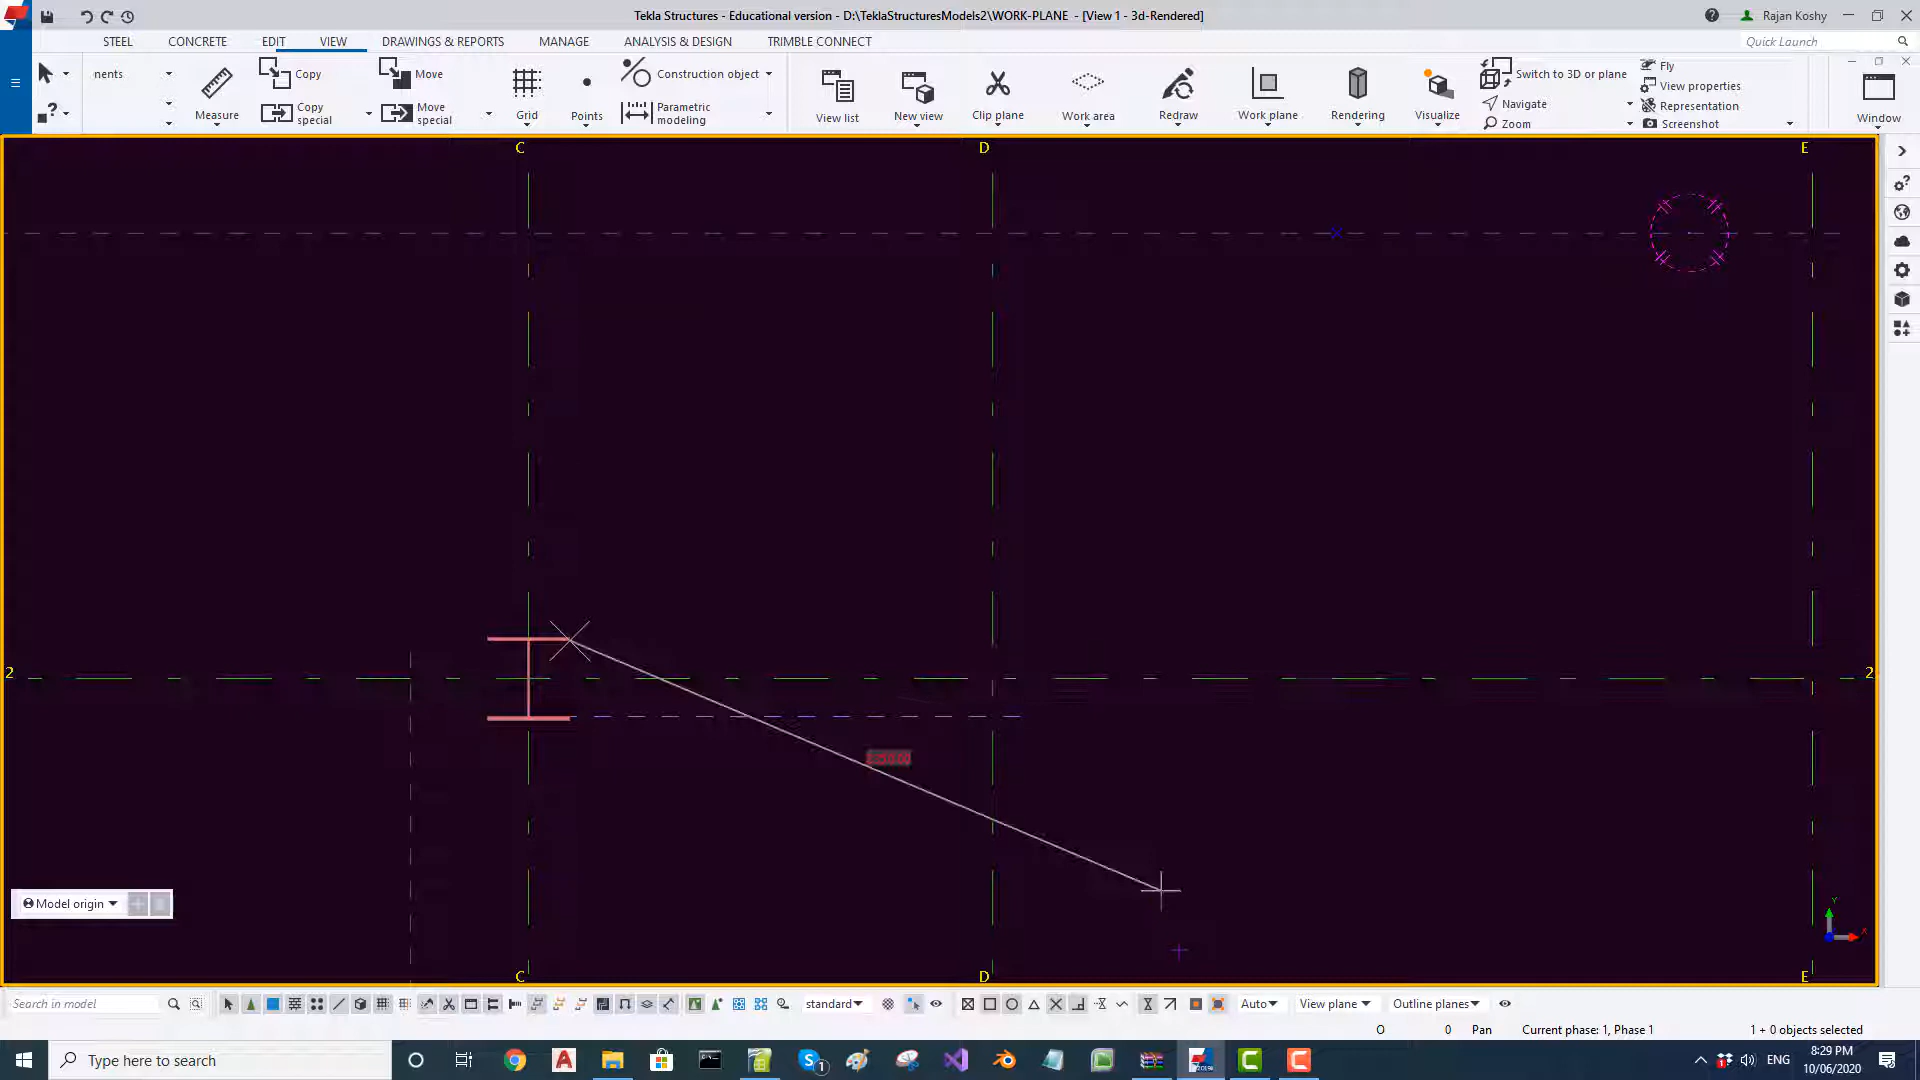 Tekla Structures - Educational version - D:\TeklaStructuresModels2\WORK-PLANE - [View 1 - 3d-Rendered]
Rajan Koshy
STEEL CONCRETE EDIT VIEW DRAWINGS & REPORTS MANAGE ANALYSIS & DESIGN TRIMBLE CONNECT
Quick Launch
nents
Measure
Copy
Copy special
Move
Move special
Grid
Points
Construction object
Parametric modeling
View list
New view
Clip plane
Work area
Redraw
Work plane
Rendering
Visualize
Switch to 3D or plane
Navigate
Zoom
Fly
View properties
Representation
Screenshot
Window
C D E
2 2
Model origin
Y
X
C D E
Search in model
standard
Auto
View plane
Outline planes
O 0 Pan Current phase: 1, Phase 1 1 + 0 objects selected
Type here to search
ENG
8:29 PM
10/06/2020